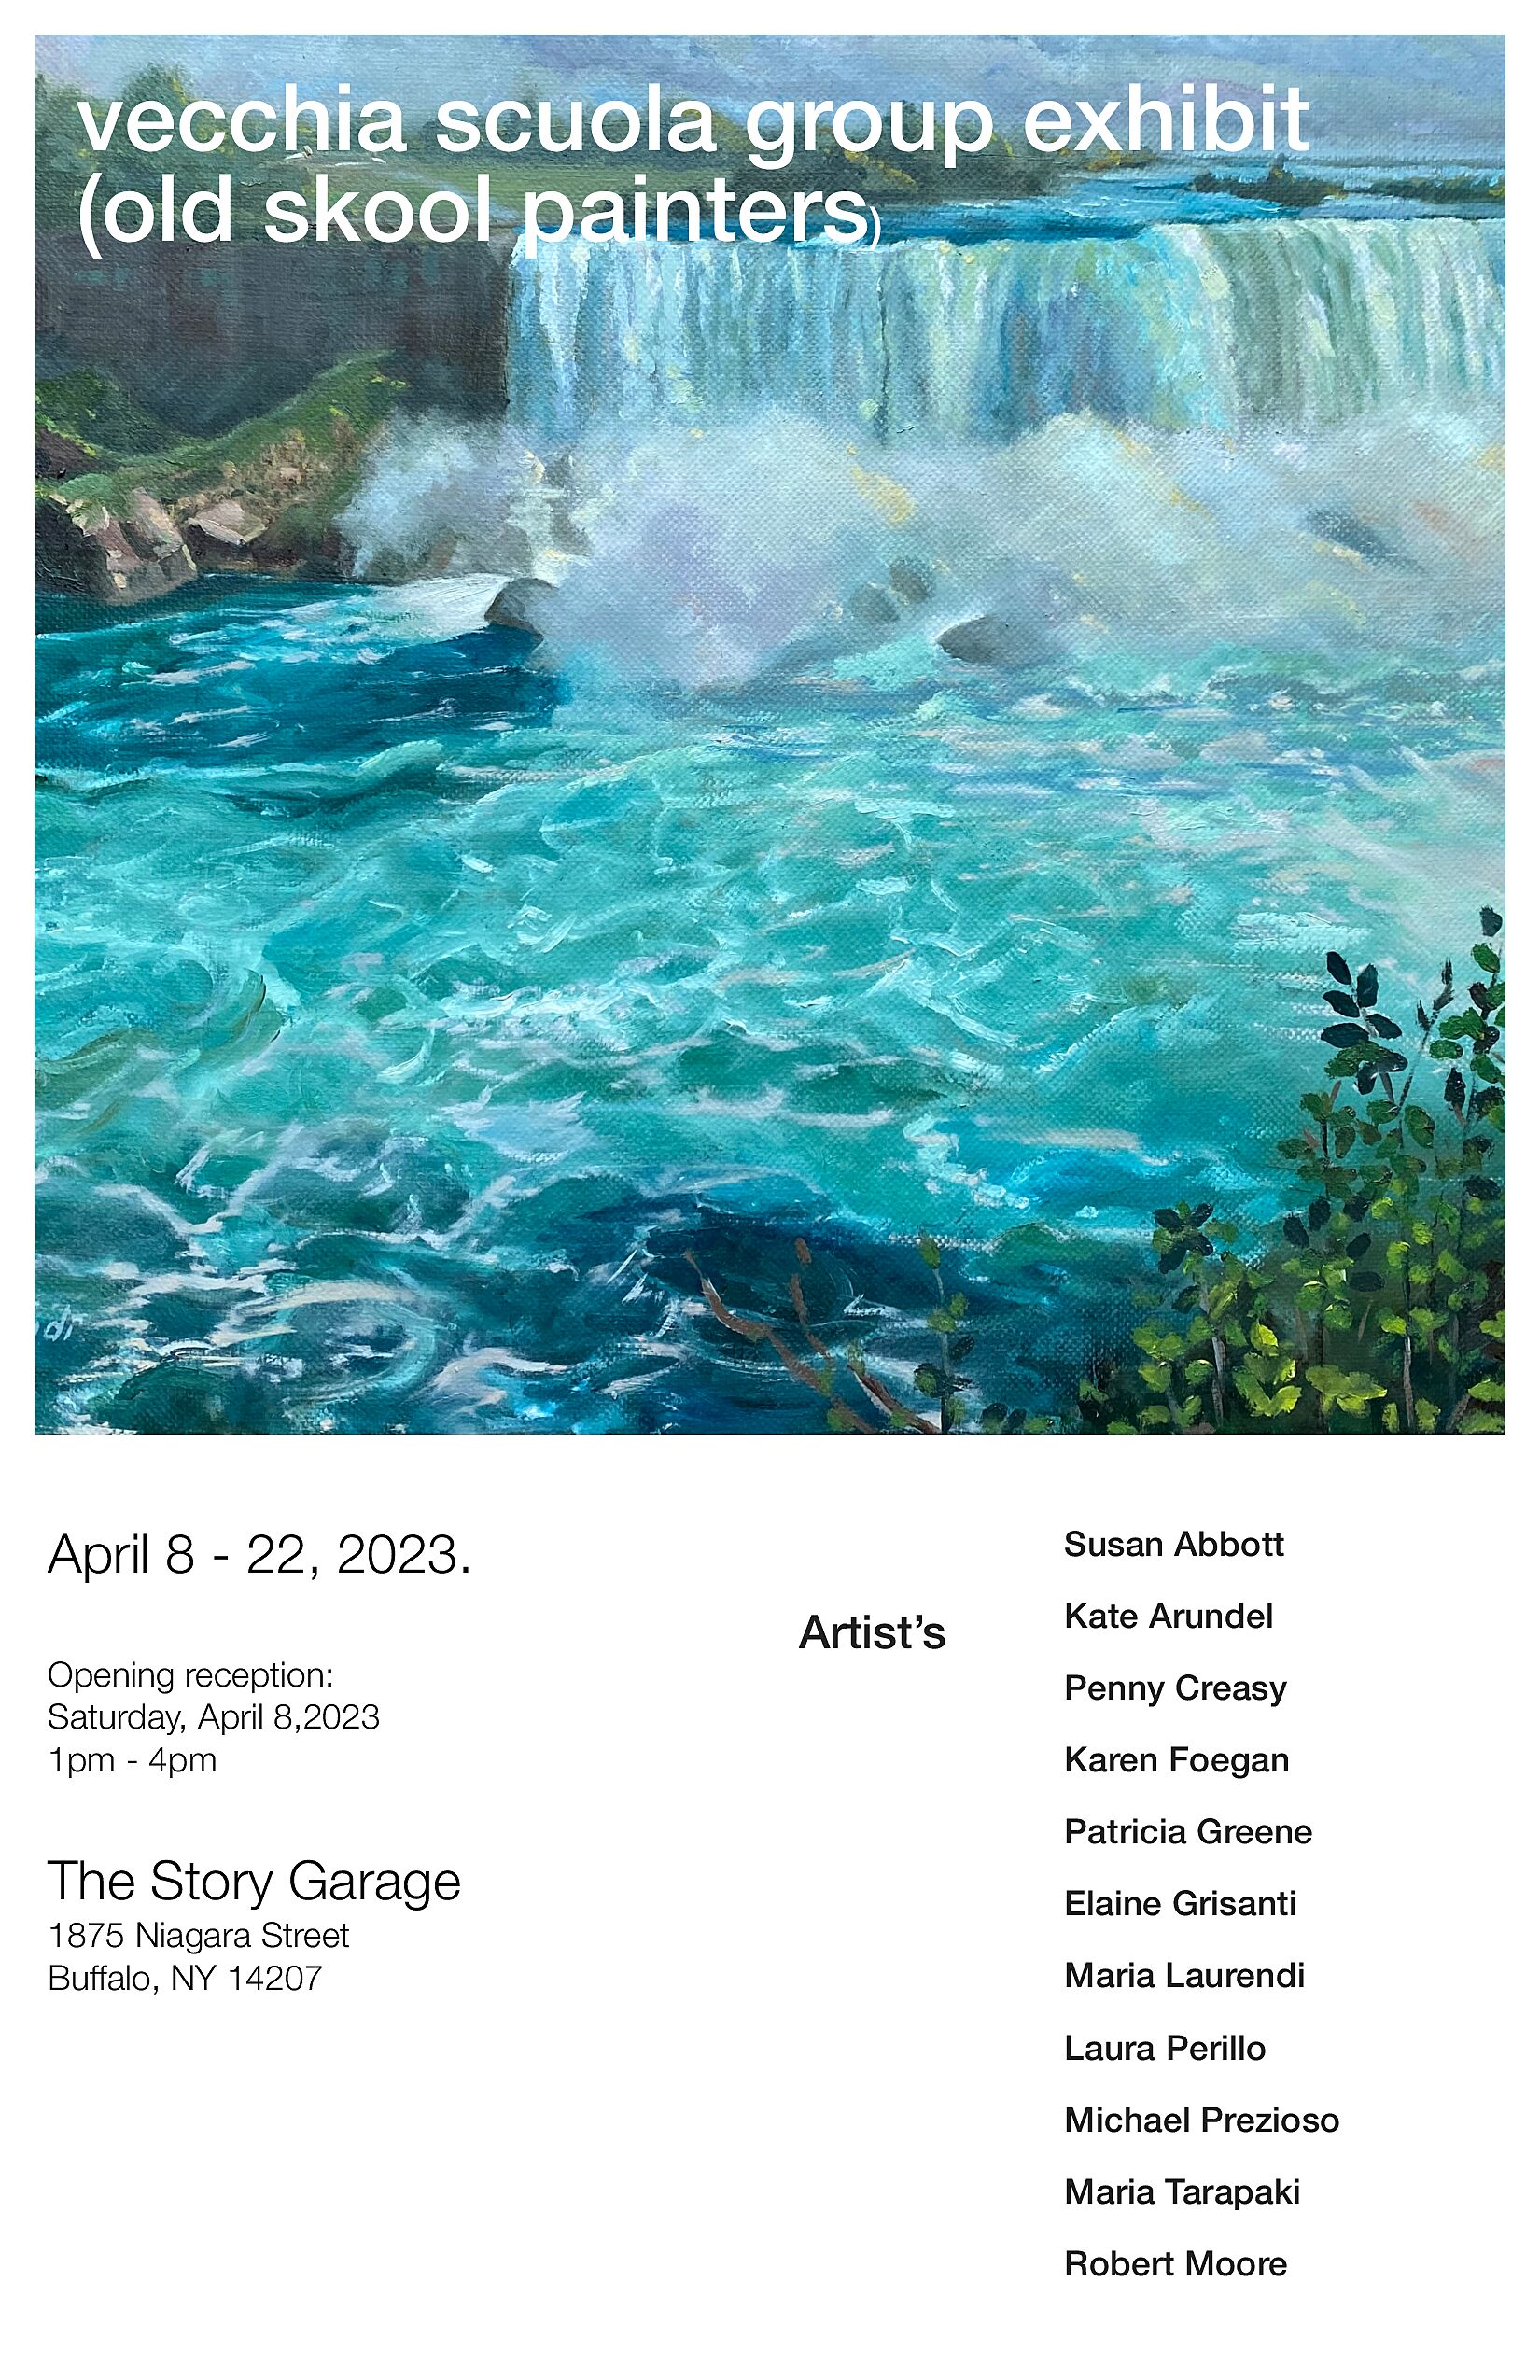 vecchia scuola group exhibit
(old skool painters)
di
April 8 - 22, 2023.
Opening reception:
Saturday, April 8,2023
1pm - 4pm
The Story Garage
1875 Niagara Street
Buffalo, NY 14207
Artist’s
Susan Abbott
Kate Arundel
Penny Creasy
Karen Foegan
Patricia Greene
Elaine Grisanti
Maria Laurendi
Laura Perillo
Michael Prezioso
Maria Tarapaki
Robert Moore